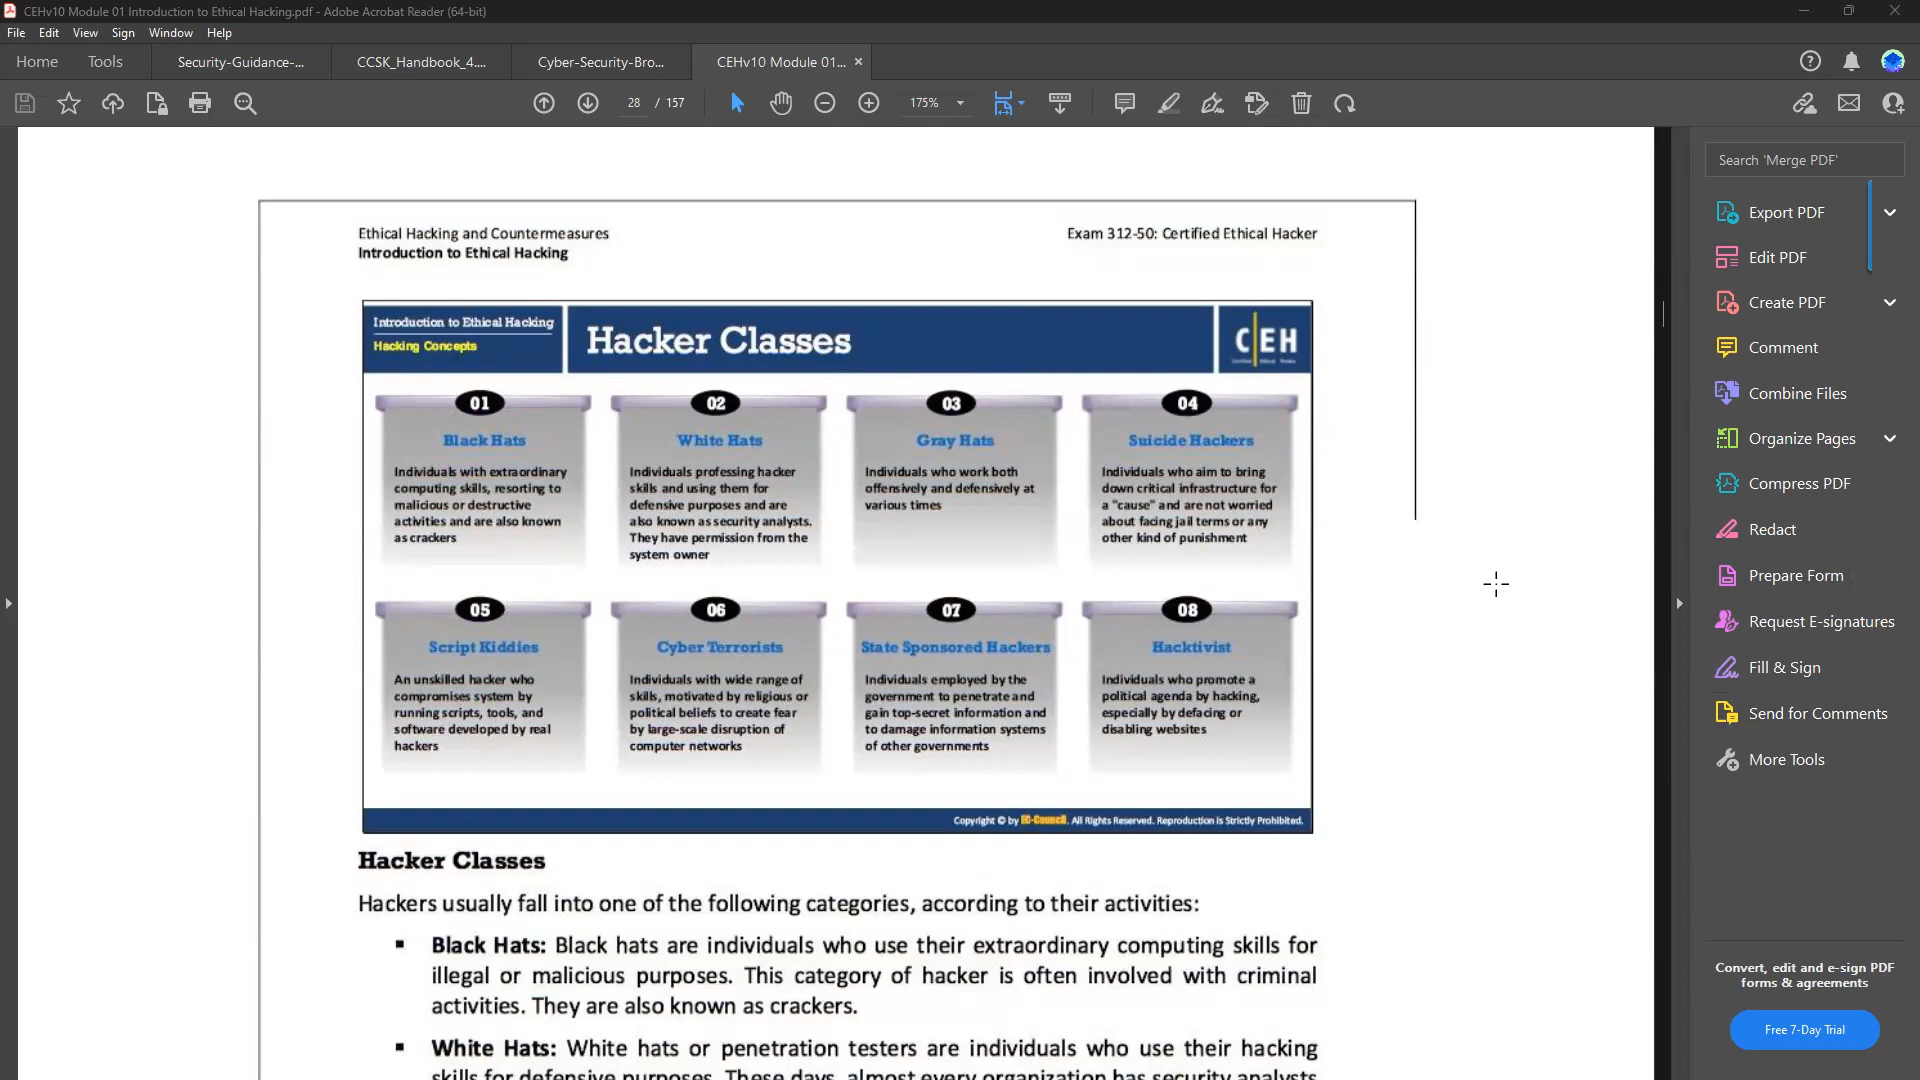 CEHv10 Module 01 Introduction to Ethical Hacking.pdf - Adobe Acrobat Reader (64-bit)
File Edit View Sign Window Help
Home Tools Security-Guidance-... CCSK_Handbook_4.... Cyber-Security-Bro... CEHv10 Module 01... ×
28 / 157 175%
Search 'Merge PDF'
Export PDF
Edit PDF
Create PDF
Comment
Combine Files
Organize Pages
Compress PDF
Redact
Prepare Form
Request E-signatures
Fill & Sign
Send for Comments
More Tools
Convert, edit and e-sign PDF
forms & agreements
Free 7-Day Trial
Ethical Hacking and Countermeasures Exam 312-50: Certified Ethical Hacker
Introduction to Ethical Hacking
Introduction to Ethical Hacking
Hacking Concepts
Hacker Classes
C|EH
01
Black Hats
Individuals with extraordinary
computing skills, resorting to
malicious or destructive
activities and are also known
as crackers
02
White Hats
Individuals professing hacker
skills and using them for
defensive purposes and are
also known as security analysts.
They have permission from the
system owner
03
Gray Hats
Individuals who work both
offensively and defensively at
various times
04
Suicide Hackers
Individuals who aim to bring
down critical infrastructure for
a "cause" and are not worried
about facing jail terms or any
other kind of punishment
05
Script Kiddies
An unskilled hacker who
compromises system by
running scripts, tools, and
software developed by real
hackers
06
Cyber Terrorists
Individuals with wide range of
skills, motivated by religious or
political beliefs to create fear
by large-scale disruption of
computer networks
07
State Sponsored Hackers
Individuals employed by the
government to penetrate and
gain top-secret information and
to damage information systems
of other governments
08
Hacktivist
Individuals who promote a
political agenda by hacking,
especially by defacing or
disabling websites
Copyright © by EC-Council. All Rights Reserved. Reproduction is Strictly Prohibited.
Hacker Classes
Hackers usually fall into one of the following categories, according to their activities:
▪ Black Hats: Black hats are individuals who use their extraordinary computing skills for
illegal or malicious purposes. This category of hacker is often involved with criminal
activities. They are also known as crackers.
▪ White Hats: White hats or penetration testers are individuals who use their hacking
skills for defensive purposes. These days, almost every organization has security analysts